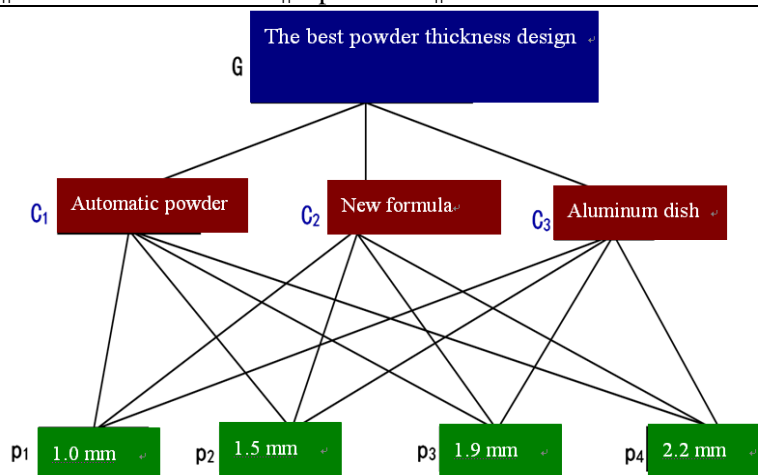 The best powder thickness design
G
Automatic powder
New formula
Aluminum dish
C1
C2
C3
p1
1.0 mm
p2
1.5 mm
p3
1.9 mm
p4
2.2 mm